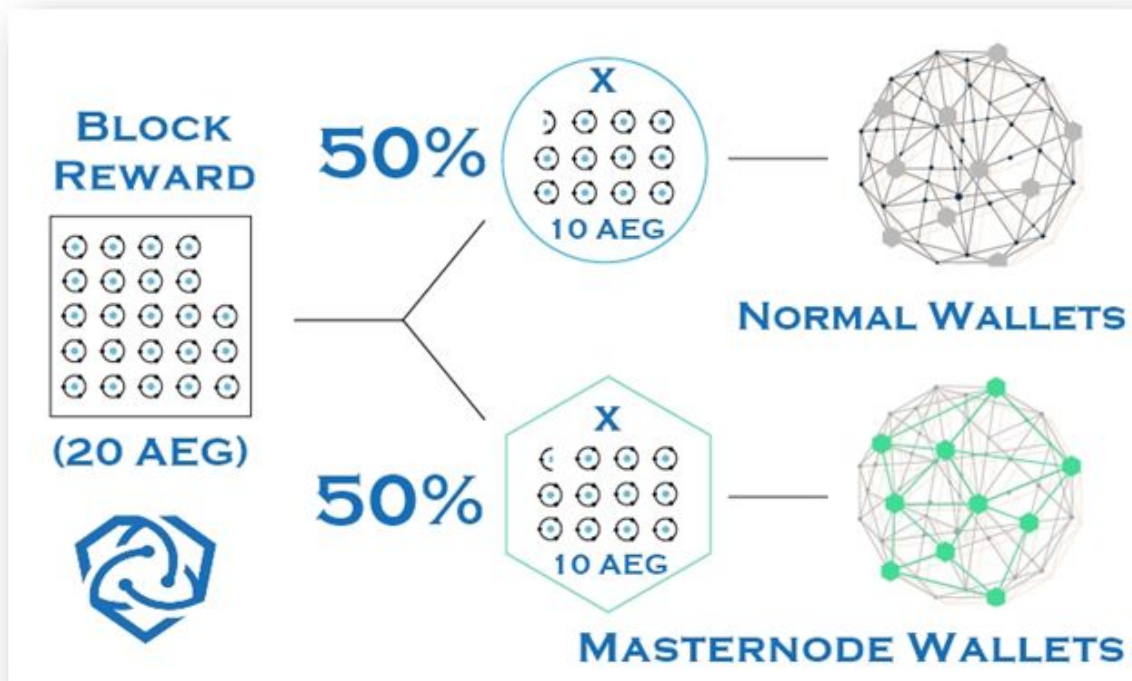 BLOCK
REWARD
(20 AEG)
50%
X
10 AEG
NORMAL WALLETS
50%
X
10 AEG
MASTERNODE WALLETS